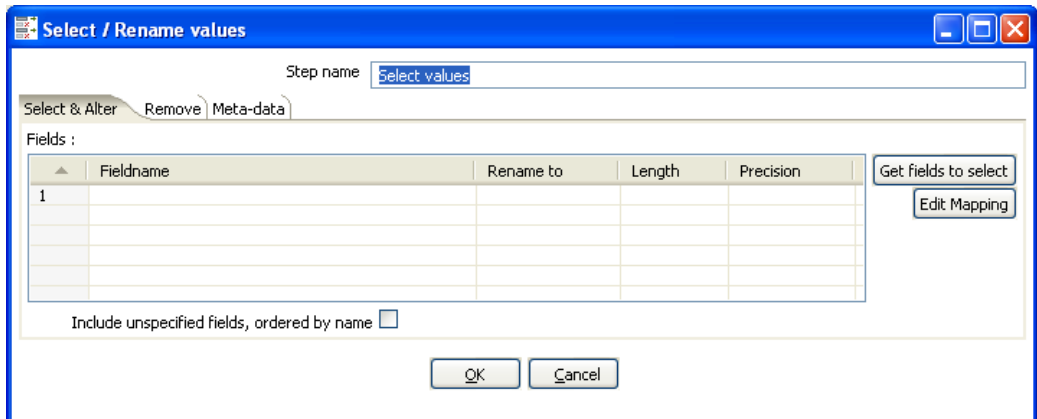 Select / Rename values
Step name Select values
Select & Alter Remove Meta-data
Fields :
Fieldname Rename to Length Precision Get fields to select
1
Edit Mapping
Include unspecified fields, ordered by name
OK Cancel